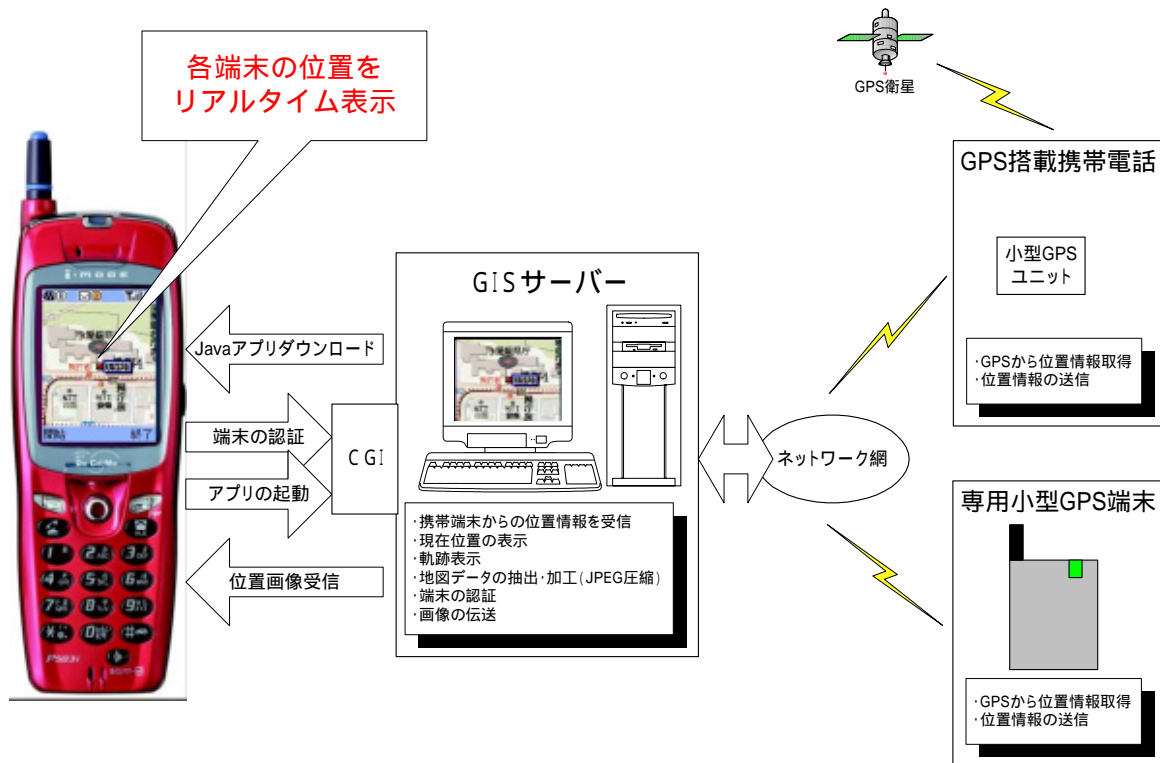 各端末の位置を
リアルタイム表示
GPS衛星
GPS搭載携帯電話
小型GPS
ユニット
・GPSから位置情報取得
・位置情報の送信
i-mode
開始 終了
DoCoMo
P503i
Javaアプリダウンロード
端末の認証
アプリの起動
位置画像受信
CGI
GISサーバー
・携帯端末からの位置情報を受信
・現在位置の表示
・軌跡表示
・地図データの抽出・加工(JPEG圧縮)
・端末の認証
・画像の伝送
ネットワーク網
専用小型GPS端末
・GPSから位置情報取得
・位置情報の送信